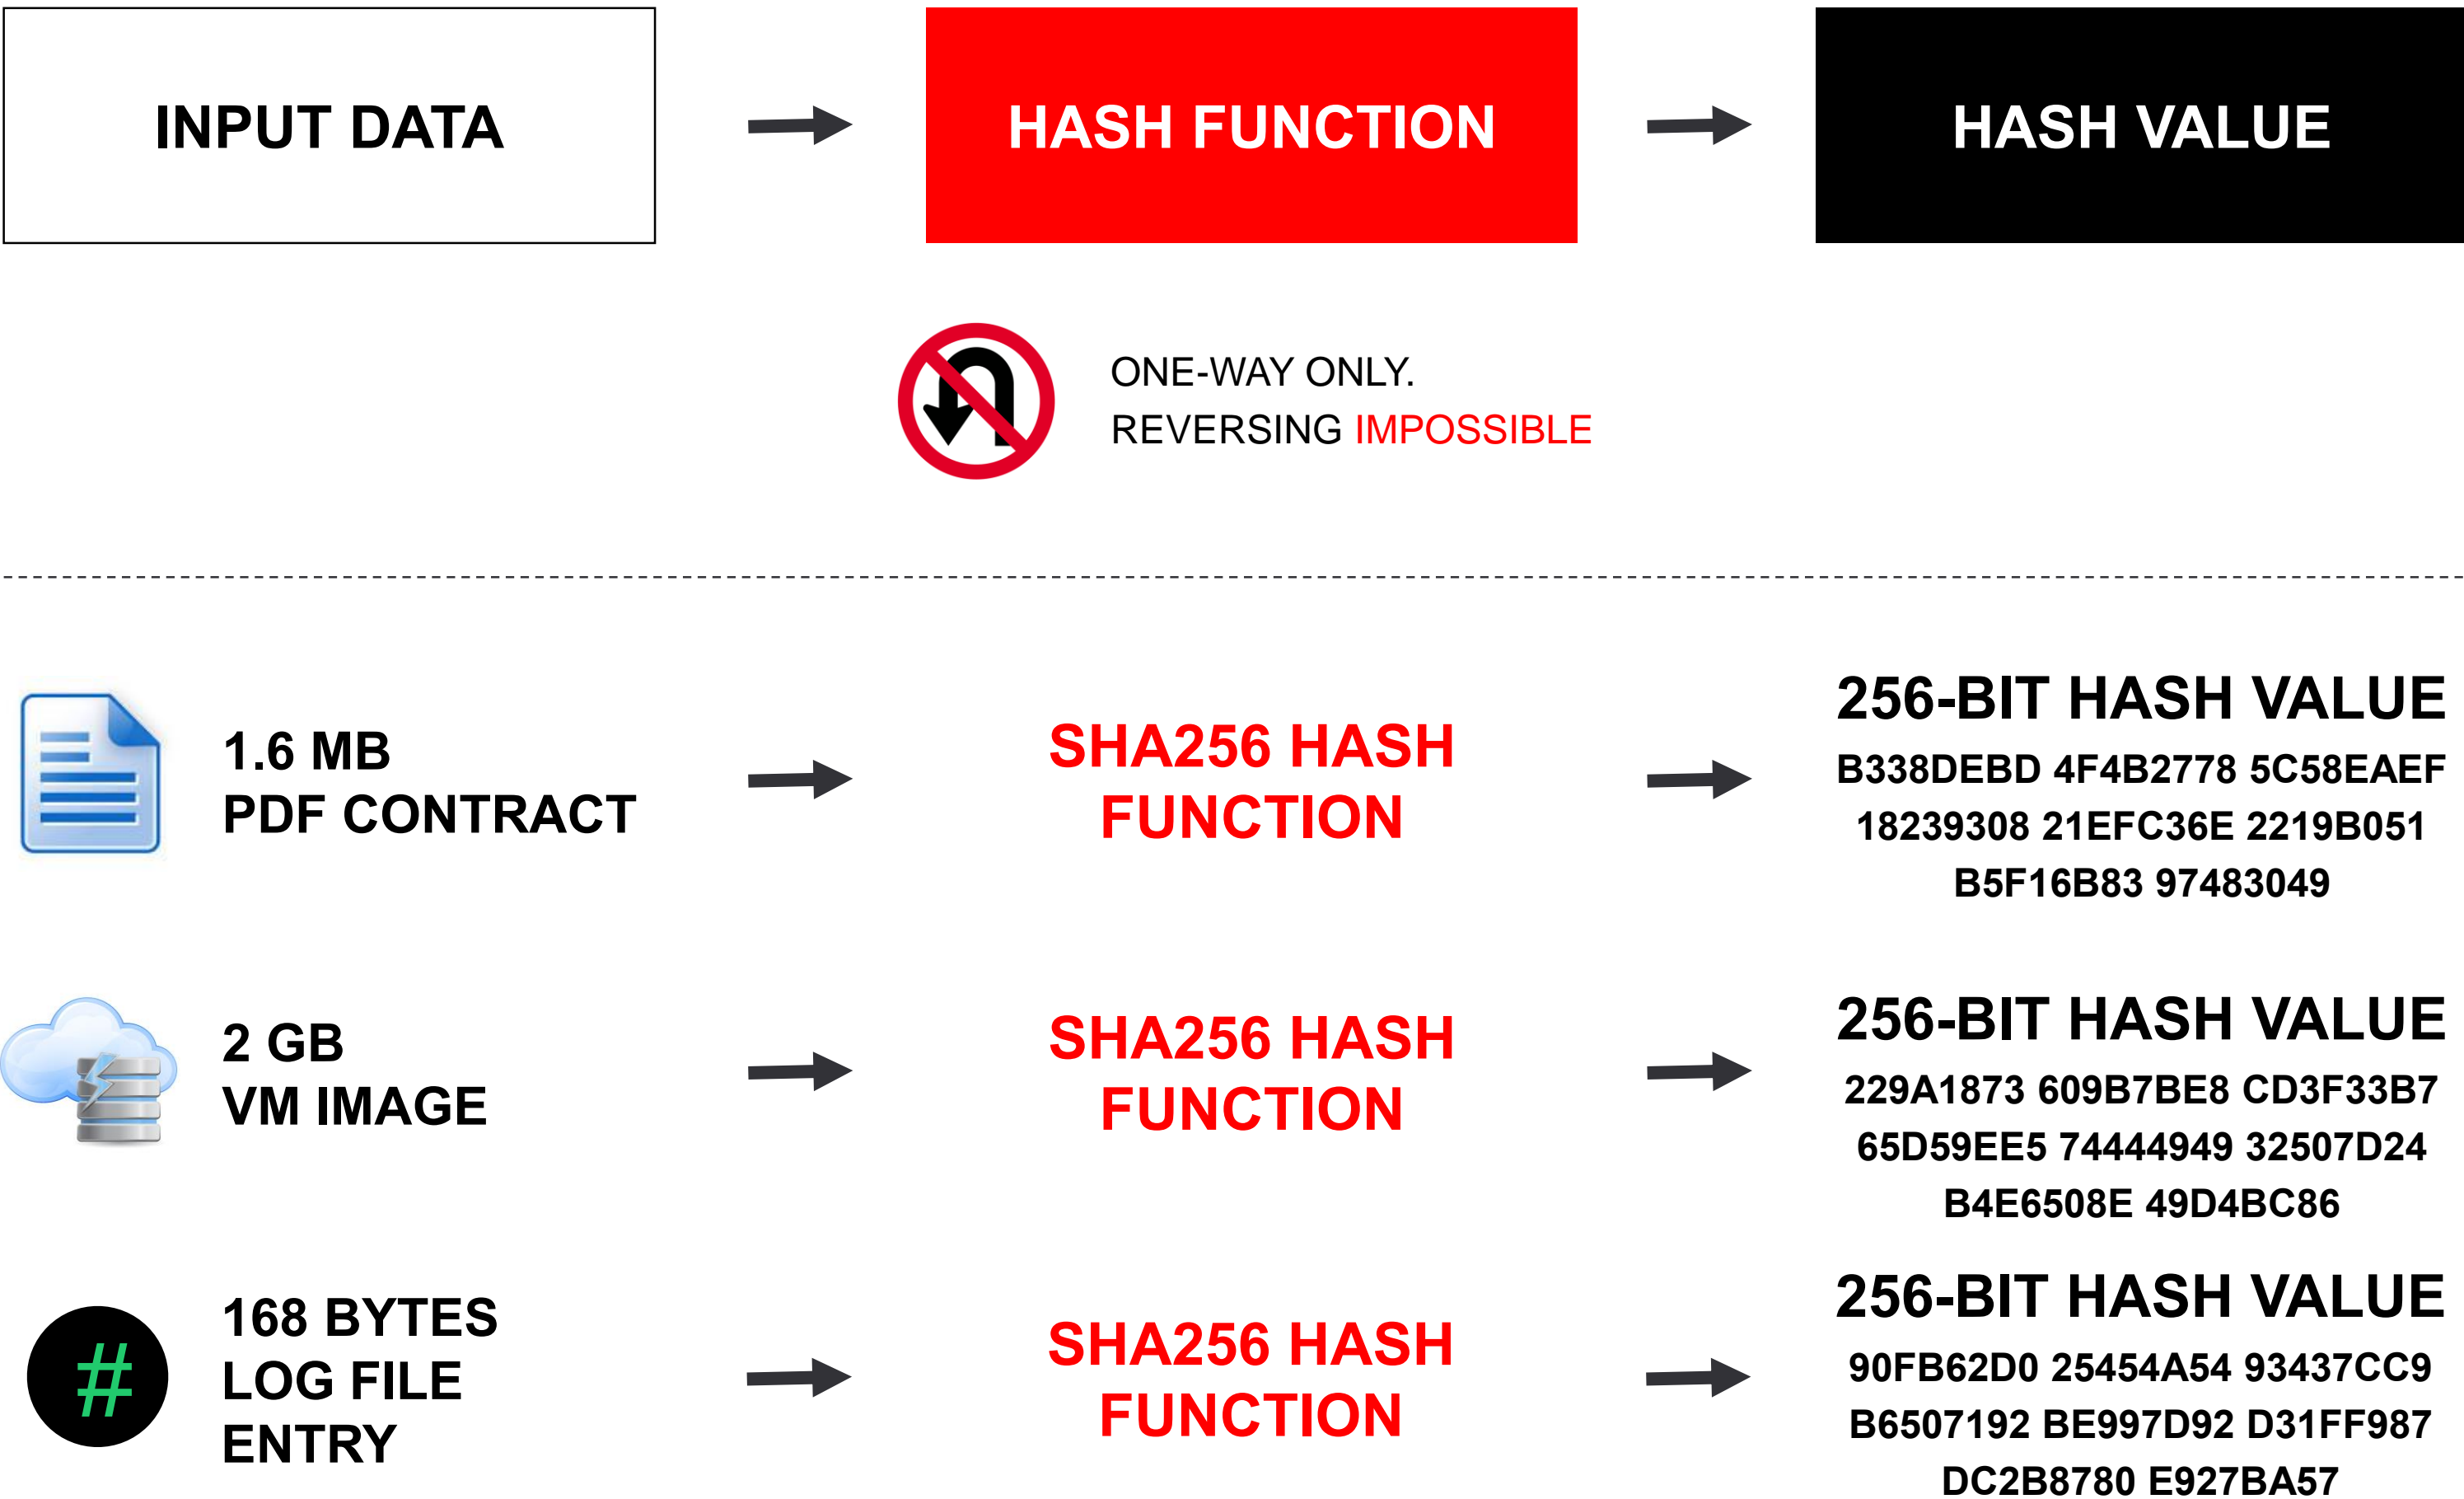 INPUT DATA
HASH FUNCTION
HASH VALUE
ONE-WAY ONLY.
REVERSING IMPOSSIBLE
1.6 MB
PDF CONTRACT
SHA256 HASH
FUNCTION
256-BIT HASH VALUE
B338DEBD 4F4B2778 5C58EAEF
18239308 21EFC36E 2219B051
B5F16B83 97483049
2 GB
VM IMAGE
SHA256 HASH
FUNCTION
256-BIT HASH VALUE
229A1873 609B7BE8 CD3F33B7
65D59EE5 74444949 32507D24
B4E6508E 49D4BC86
#
168 BYTES
LOG FILE
ENTRY
SHA256 HASH
FUNCTION
256-BIT HASH VALUE
90FB62D0 25454A54 93437CC9
B6507192 BE997D92 D31FF987
DC2B8780 E927BA57